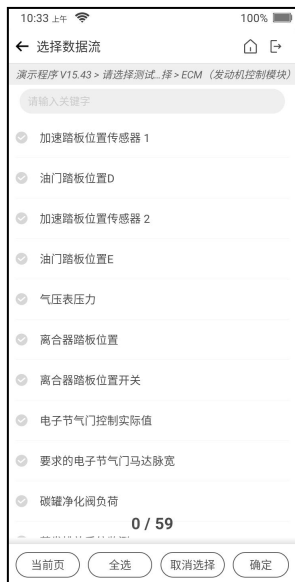 10:33 上午 100%
选择数据流
演示程序 V15.43 > 请选择测试...择 > ECM（发动机控制模块）
请输入关键字
加速踏板位置传感器 1
油门踏板位置D
加速踏板位置传感器 2
油门踏板位置E
气压表压力
离合器踏板位置
离合器踏板位置开关
电子节气门控制实际值
要求的电子节气门马达脉宽
碳罐净化阀负荷
0 / 59
当前页 全选 取消选择 确定